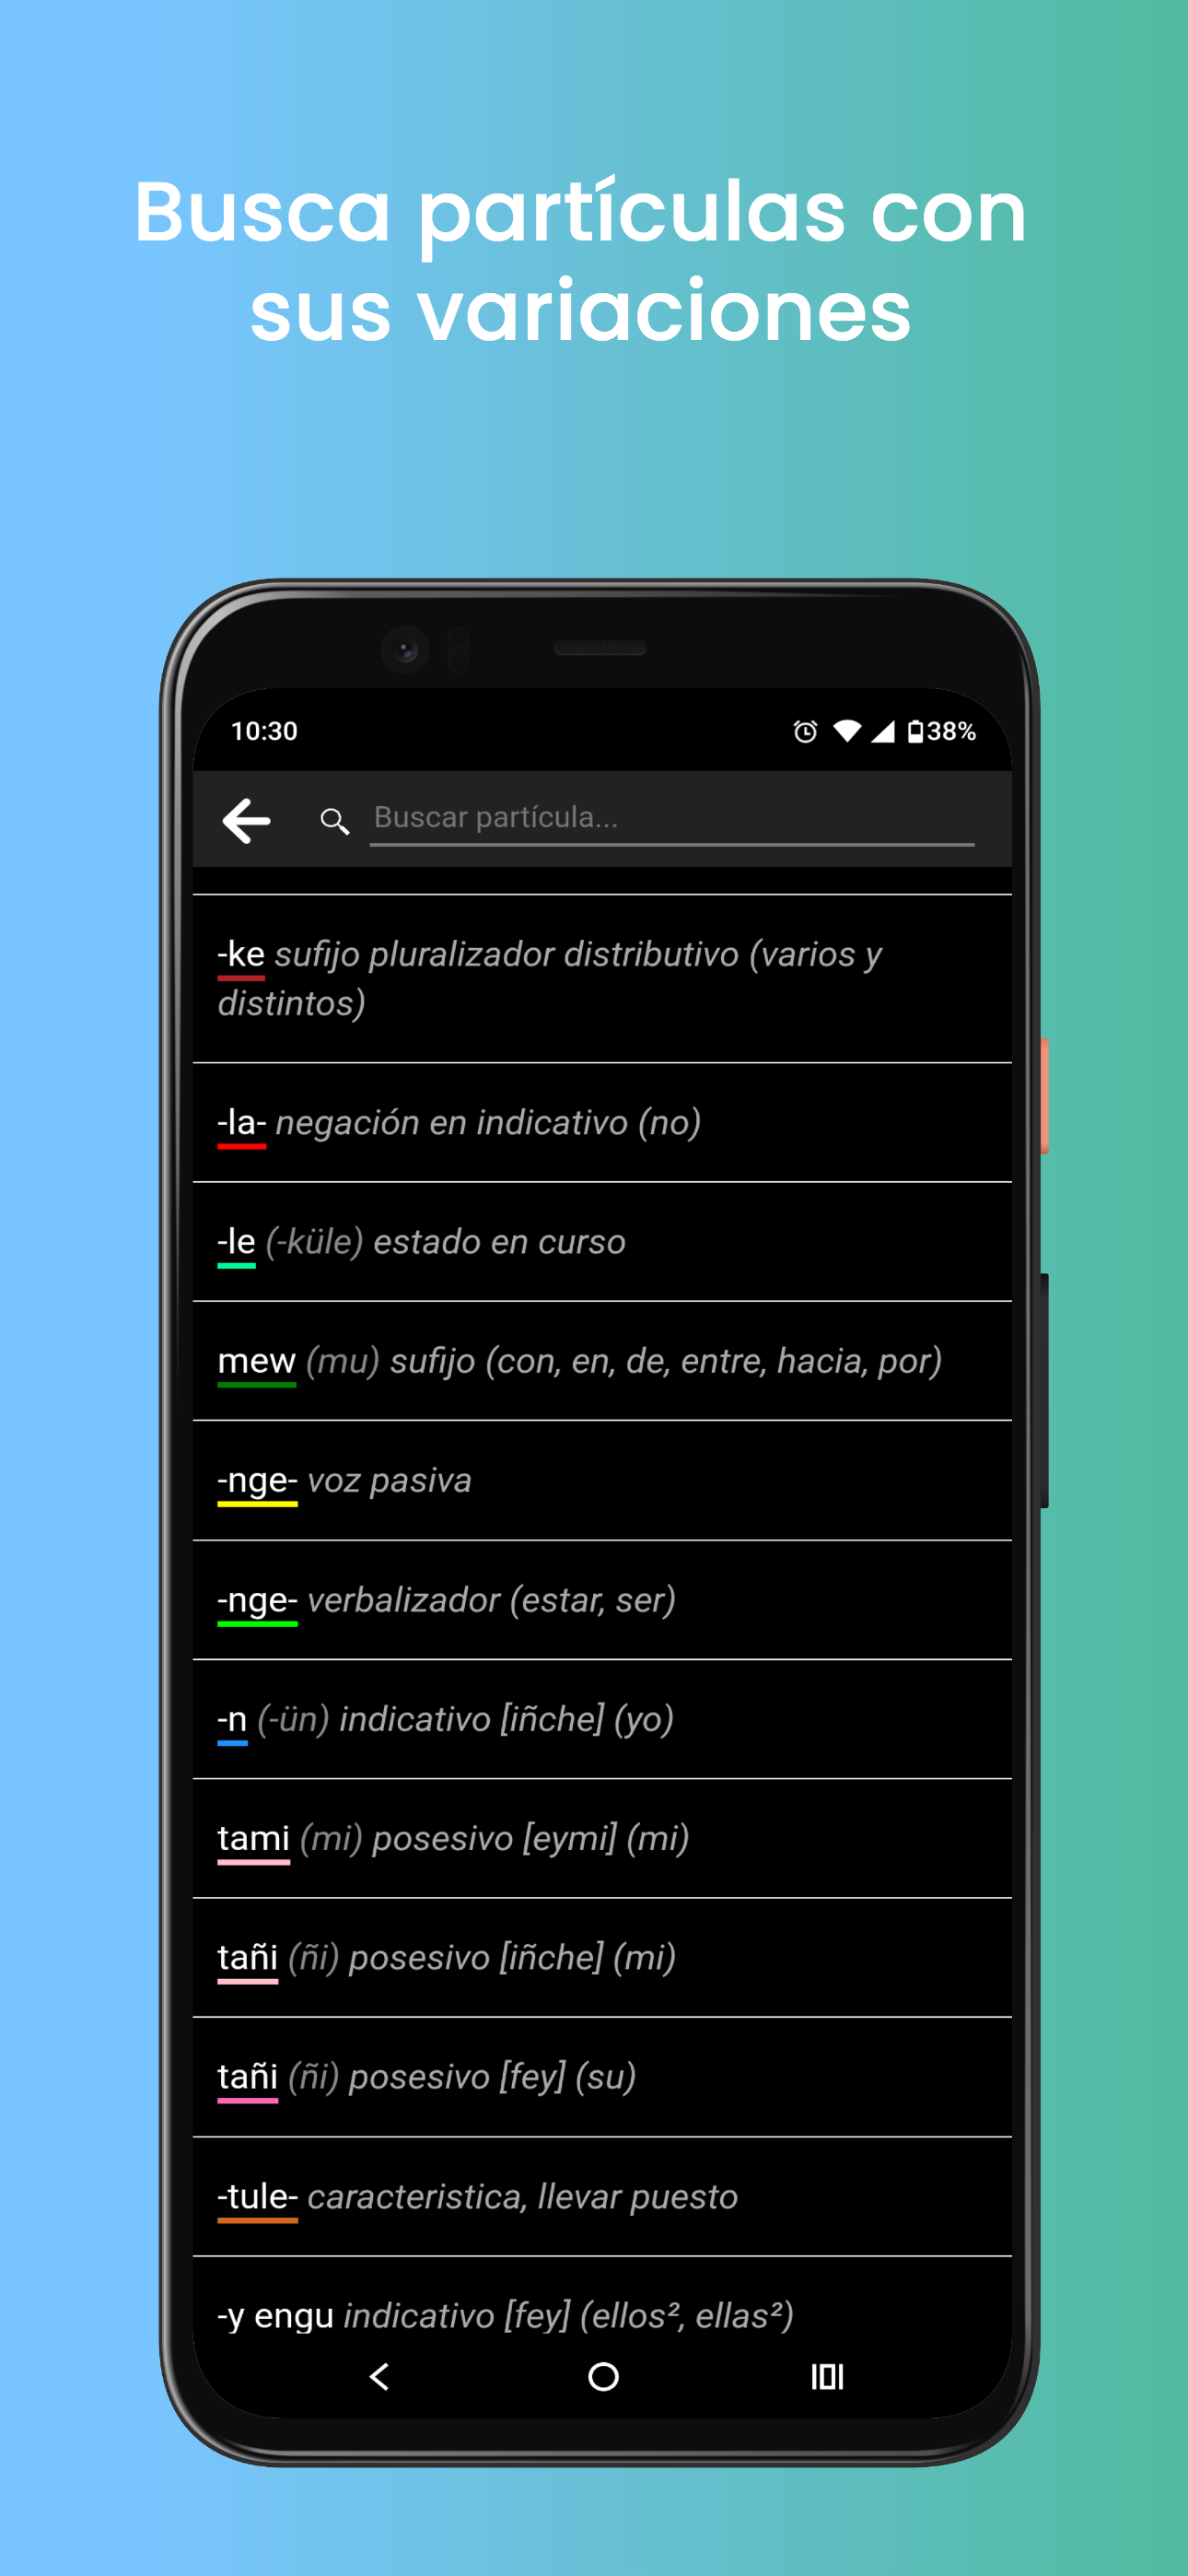 Busca partículas con
sus variaciones
10:30
38%
Buscar partícula...
-ke sufijo pluralizador distributivo (varios y
distintos)
-la- negación en indicativo (no)
-le (-küle) estado en curso
mew (mu) sufijo (con, en, de, entre, hacia, por)
-nge- voz pasiva
-nge- verbalizador (estar, ser)
-n (-ün) indicativo [iñche] (yo)
tami (mi) posesivo [eymi] (mi)
tañi (ñi) posesivo [iñche] (mi)
tañi (ñi) posesivo [fey] (su)
-tule- caracteristica, llevar puesto
-y engu indicativo [fey] (ellos², ellas²)